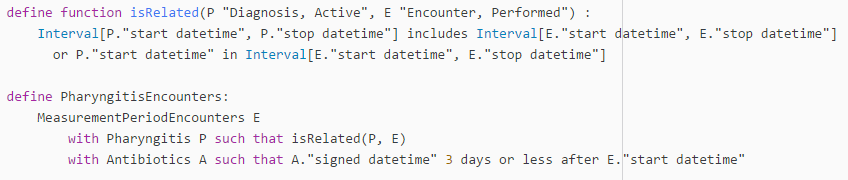 define function isRelated(P "Diagnosis, Active", E "Encounter, Performed") :
Interval[P."start datetime", P."stop datetime"] includes Interval[E."start datetime", E."stop datetime"]
or P."start datetime" in Interval[E."start datetime", E."stop datetime"]
define PharyngitisEncounters:
MeasurementPeriodEncounters E
with Pharyngitis P such that isRelated(P, E)
with Antibiotics A such that A."signed datetime" 3 days or less after E."start datetime"